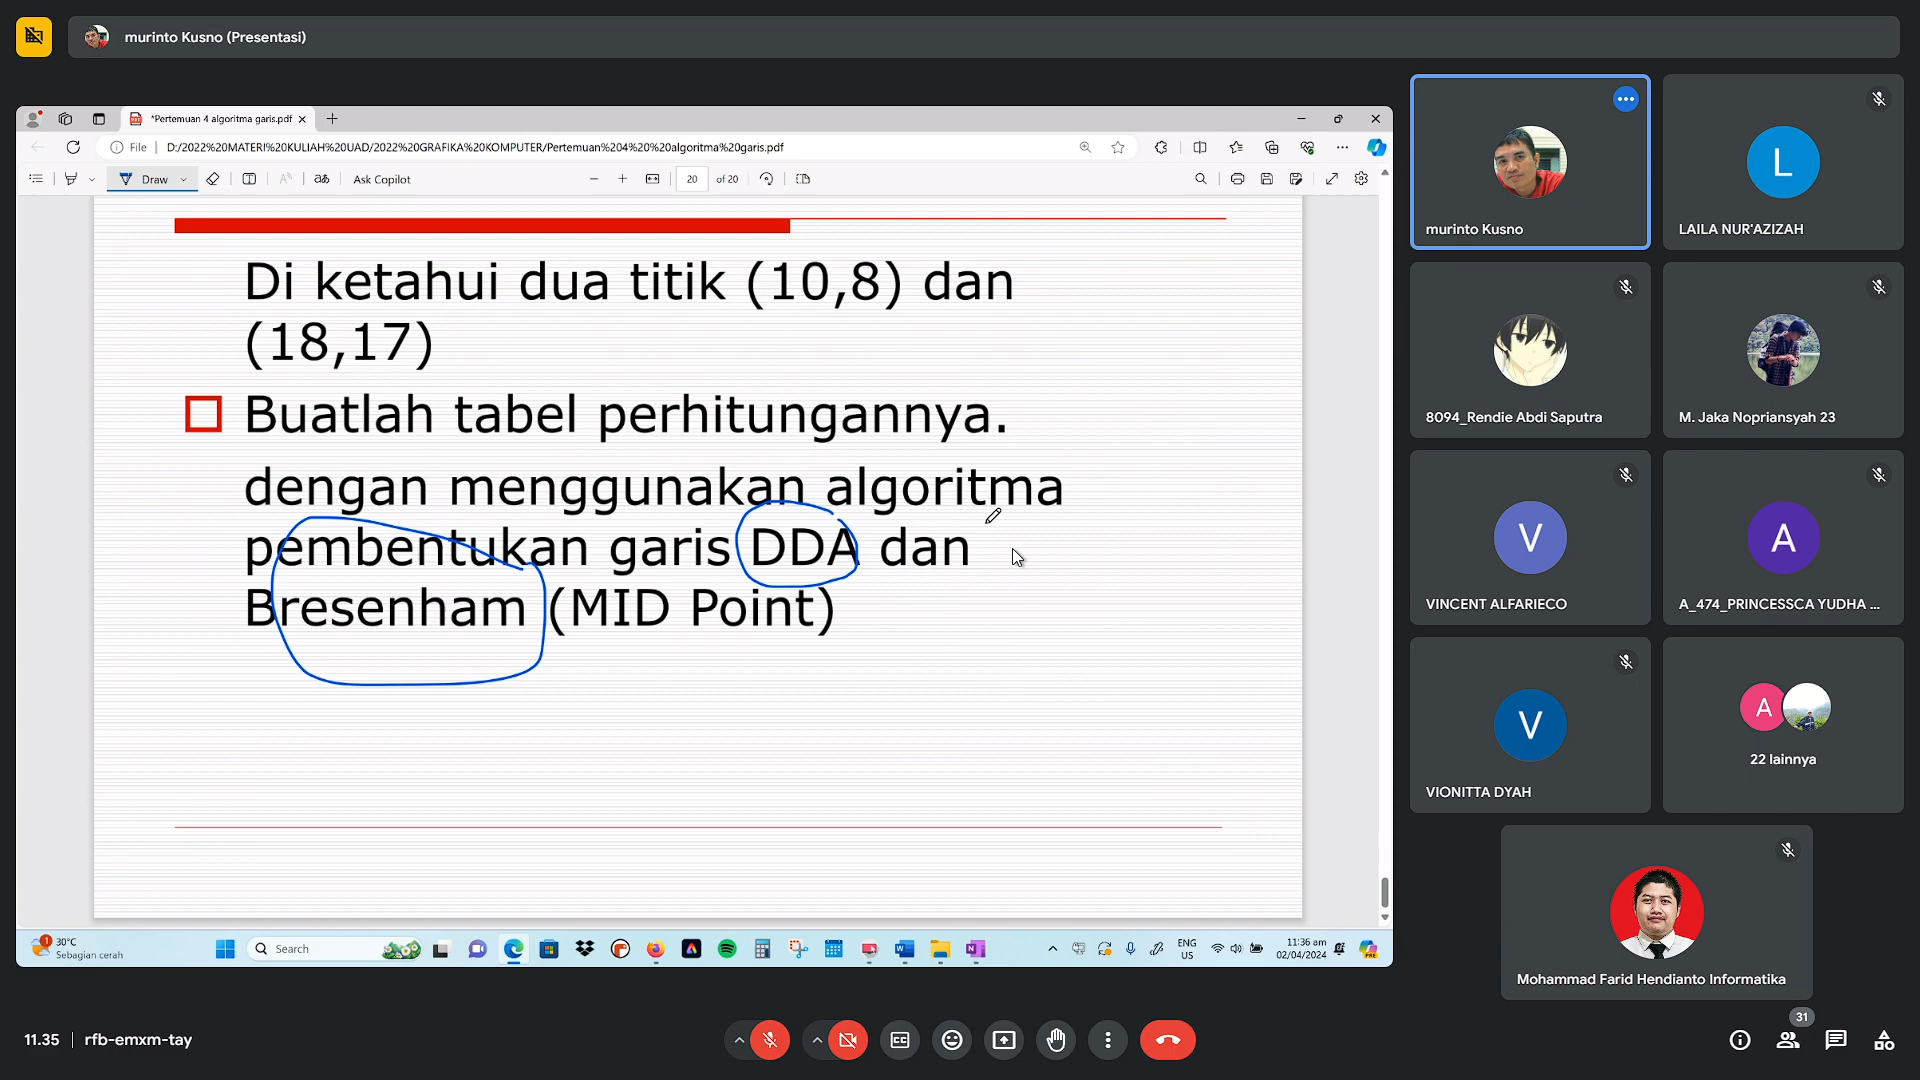 murinto Kusno (Presentasi)
*Pertemuan 4 algoritma garis.pdf
File | D:/2022%20MATERI%20KULIAH%20UAD/2022%20GRAFIKA%20KOMPUTER/Pertemuan%204%20%20algoritma%20garis.pdf
Draw
aあ
Ask Copilot
20 of 20
Di ketahui dua titik (10,8) dan
(18,17)
Buatlah tabel perhitungannya.
dengan menggunakan algoritma
pembentukan garis DDA dan
Bresenham (MID Point)
1
30°C
Sebagian cerah
Search
ENG
US
11:36 am
02/04/2024
murinto Kusno
L
LAILA NUR'AZIZAH
8094_Rendie Abdi Saputra
M. Jaka Nopriansyah 23
V
VINCENT ALFARIECO
A
A_474_PRINCESSCA YUDHA ...
V
VIONITTA DYAH
A
22 lainnya
Mohammad Farid Hendianto Informatika
11.35 | rfb-emxm-tay
31